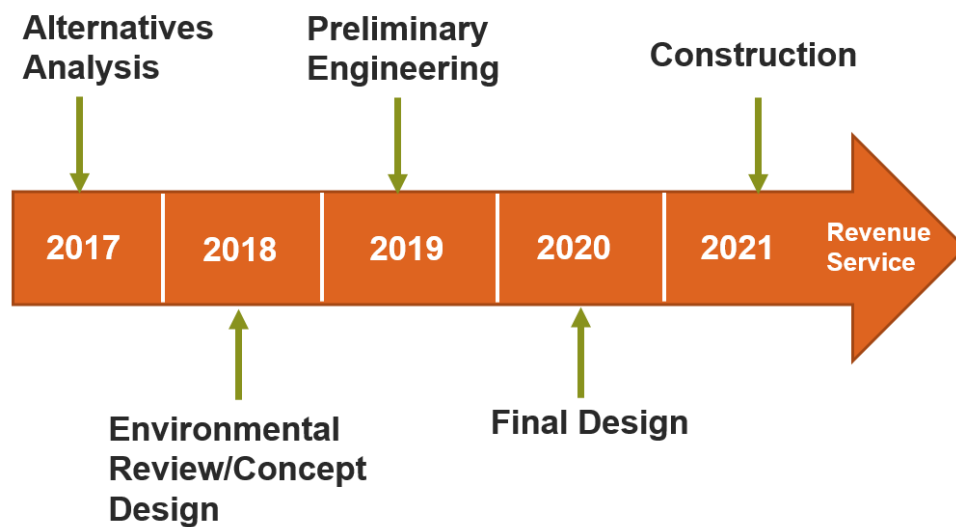 Alternatives
Analysis
Preliminary
Engineering
Construction
2017
2018
2019
2020
2021
Revenue
Service
Environmental
Review/Concept
Design
Final Design